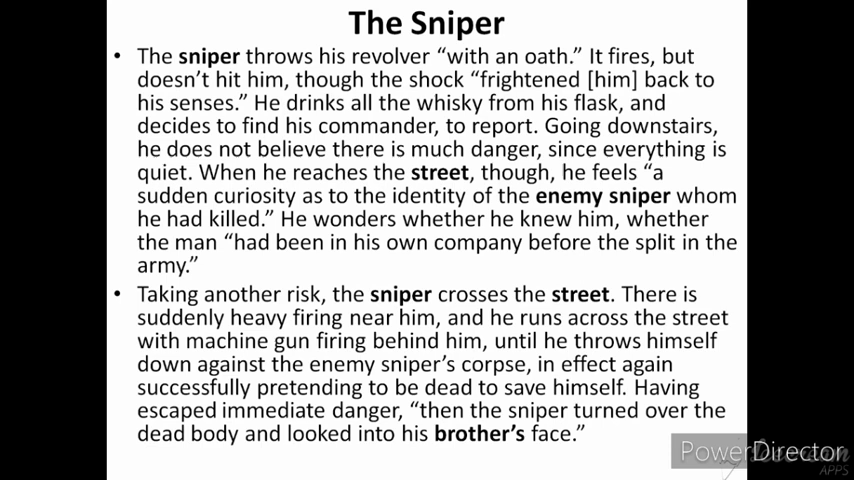 The Sniper
• The sniper throws his revolver “with an oath.” It fires, but
doesn’t hit him, though the shock “frightened [him] back to
his senses.” He drinks all the whisky from his flask, and
decides to find his commander, to report. Going downstairs,
he does not believe there is much danger, since everything is
quiet. When he reaches the street, though, he feels “a
sudden curiosity as to the identity of the enemy sniper whom
he had killed.” He wonders whether he knew him, whether
the man “had been in his own company before the split in the
army.”
• Taking another risk, the sniper crosses the street. There is
suddenly heavy firing near him, and he runs across the street
with machine gun firing behind him, until he throws himself
down against the enemy sniper’s corpse, in effect again
successfully pretending to be dead to save himself. Having
escaped immediate danger, “then the sniper turned over the
dead body and looked into his brother’s face.”
PowerDirector
APPS